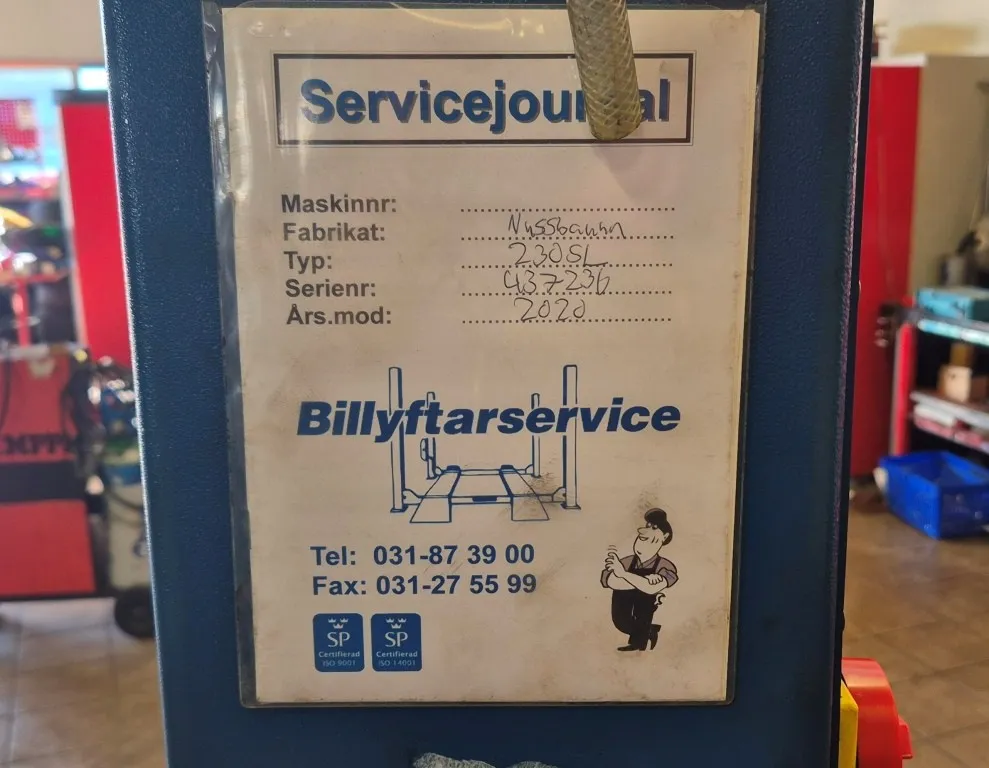 Servicejournal
Maskinnr:
Fabrikat: Nussbaum
Typ: 230SL
Serienr: 437236
Års.mod: 2020
Billyftarservice
Tel: 031-87 39 00
Fax: 031-27 55 99
SP SP
Certifierad Certifierad
ISO 9001 ISO 14001